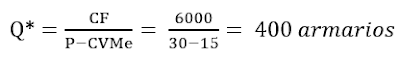 Q* = CF / P−CVMe = 6000 / 30−15 = 400 armarios